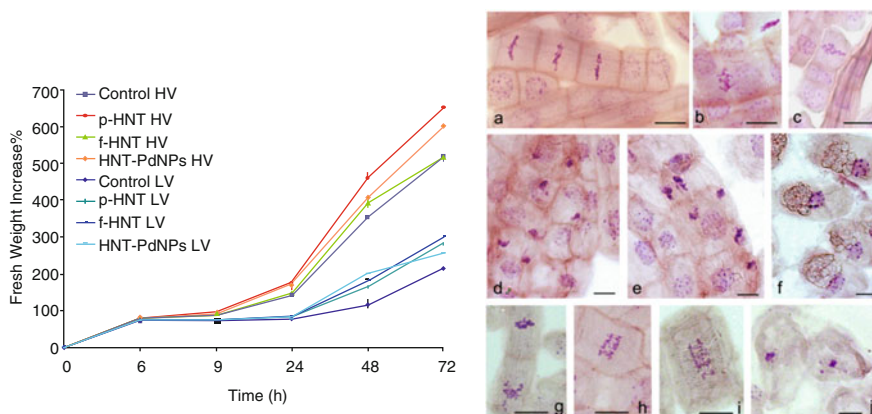 700
600
500
400
300
200
100
0
Fresh Weight Increase%
Control HV
p-HNT HV
f-HNT HV
HNT-PdNPs HV
Control LV
p-HNT LV
f-HNT LV
HNT-PdNPs LV
0 6 9 24 48 72
Time (h)
a b c
d e f
g h i j